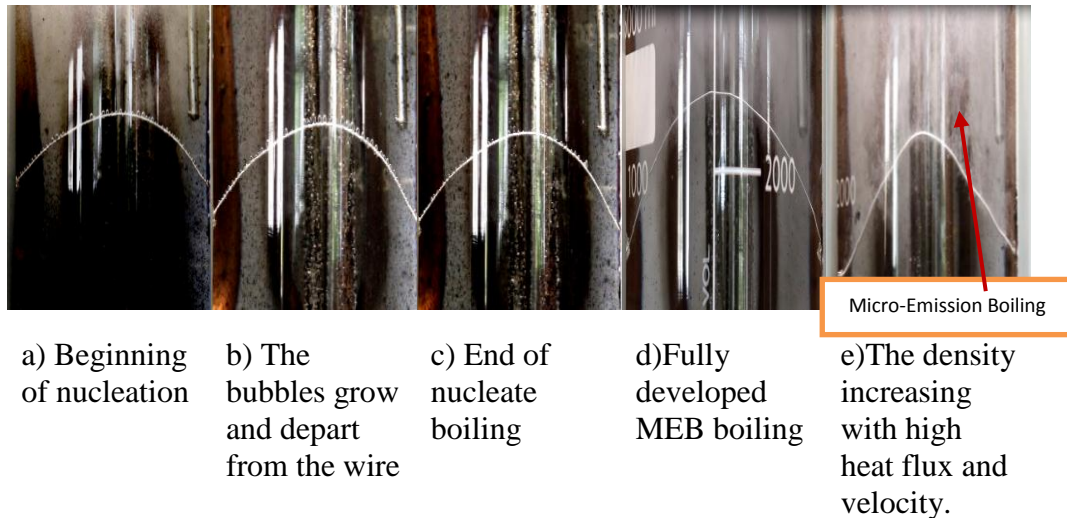 1000
VOL
2000
2000
Micro-Emission Boiling
a) Beginning
of nucleation
b) The
bubbles grow
and depart
from the wire
c) End of
nucleate
boiling
d)Fully
developed
MEB boiling
e)The density
increasing
with high
heat flux and
velocity.